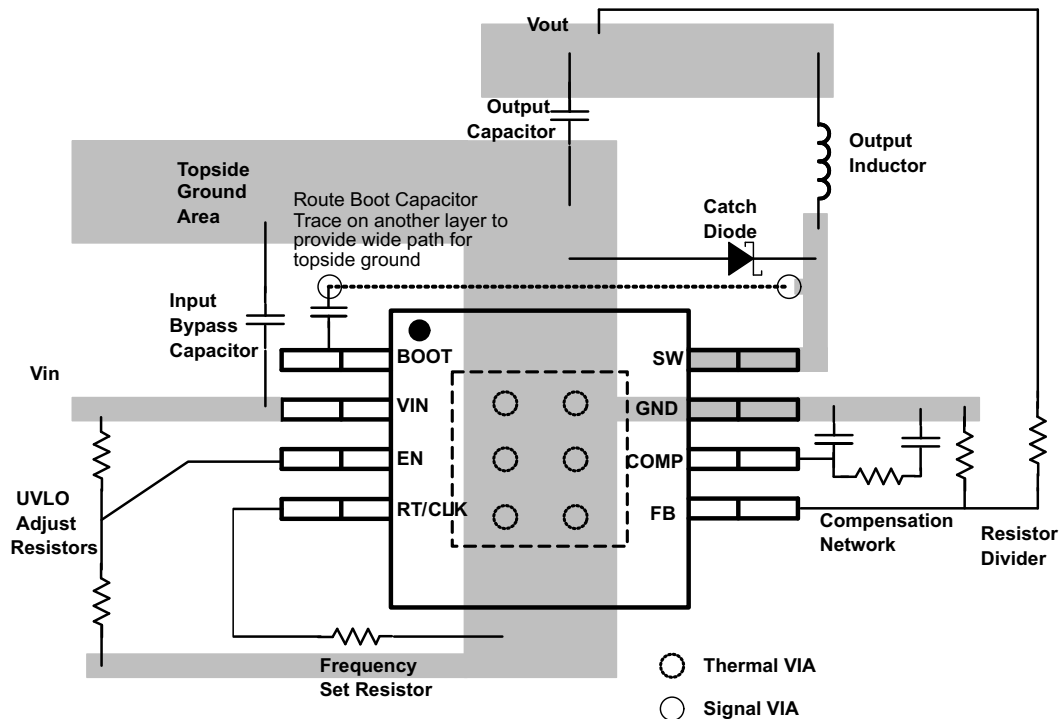 Vout
Output
Capacitor
Output
Inductor
Topside
Ground
Area
Route Boot Capacitor
Trace on another layer to
provide wide path for
topside ground
Catch
Diode
Input
Bypass
Capacitor
Vin
BOOT
SW
VIN
GND
EN
COMP
RT/CLK
FB
UVLO
Adjust
Resistors
Compensation
Network
Resistor
Divider
Frequency
Set Resistor
Thermal VIA
Signal VIA